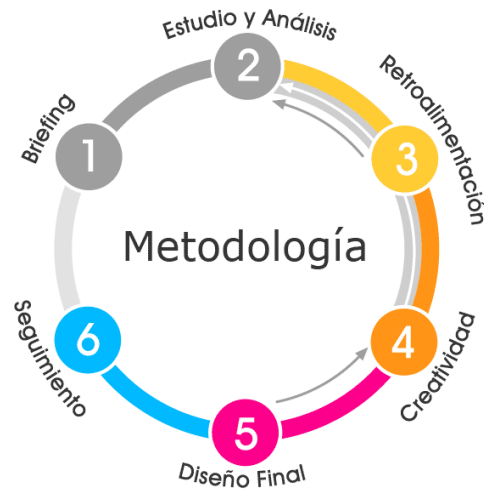 Metodología
1
Briefing
2
Estudio y Análisis
3
Retroalimentación
4
Creatividad
5
Diseño Final
6
Seguimiento